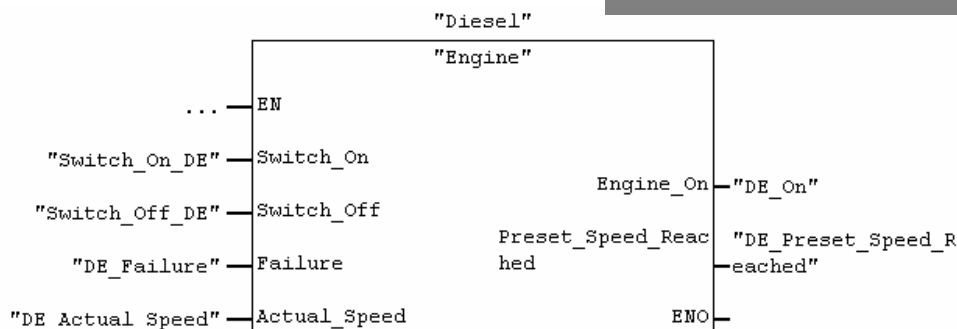 "Diesel"
"Engine"
... EN
"Switch_On_DE" Switch_On
Engine_On "DE_On"
"Switch_Off_DE" Switch_Off
Preset_Speed_Reac "DE_Preset_Speed_R
"DE_Failure" Failure hed eached"
"DE_Actual_Speed" Actual_Speed ENO